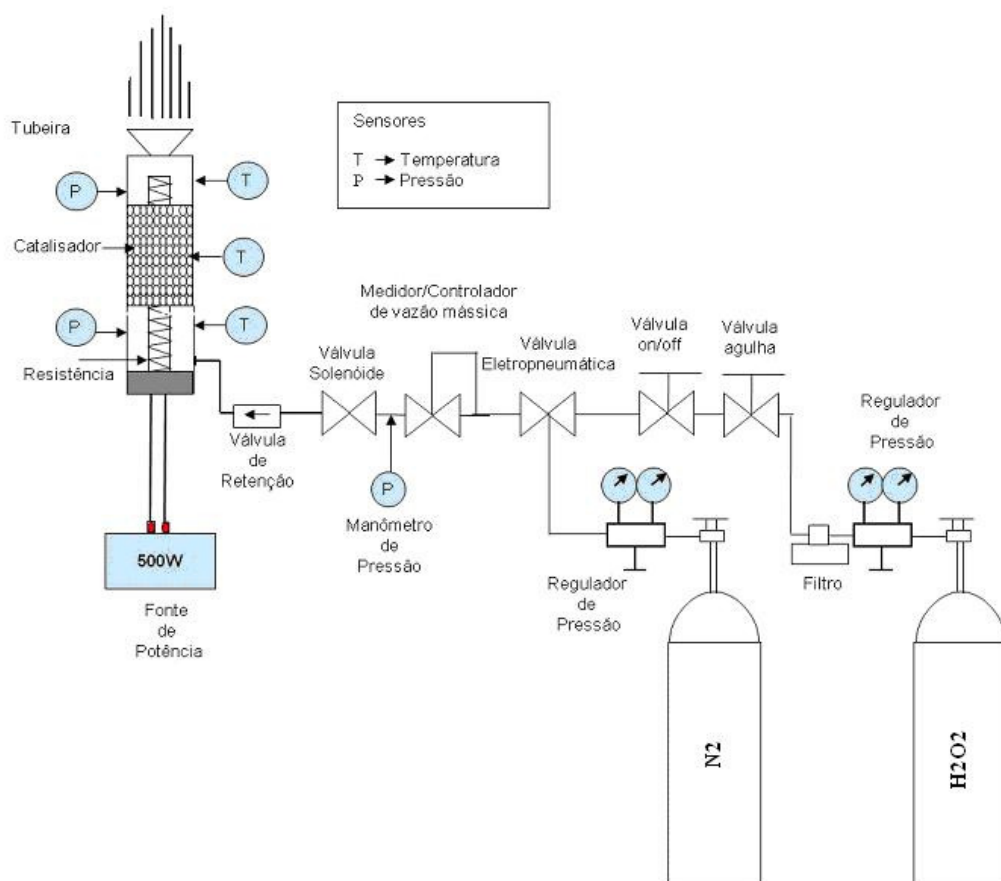 Tubeira
Sensores
T → Temperatura
P → Pressão
P
T
Catalisador
T
P
T
Resistência
Medidor/Controlador
de vazão mássica
Válvula
Solenóide
Válvula
Eletropneumática
Válvula
on/off
Válvula
agulha
Regulador
de
Pressão
Válvula
de
Retenção
P
Manômetro
de
Pressão
500W
Fonte
de
Potência
Regulador
de
Pressão
Filtro
N2
H2O2